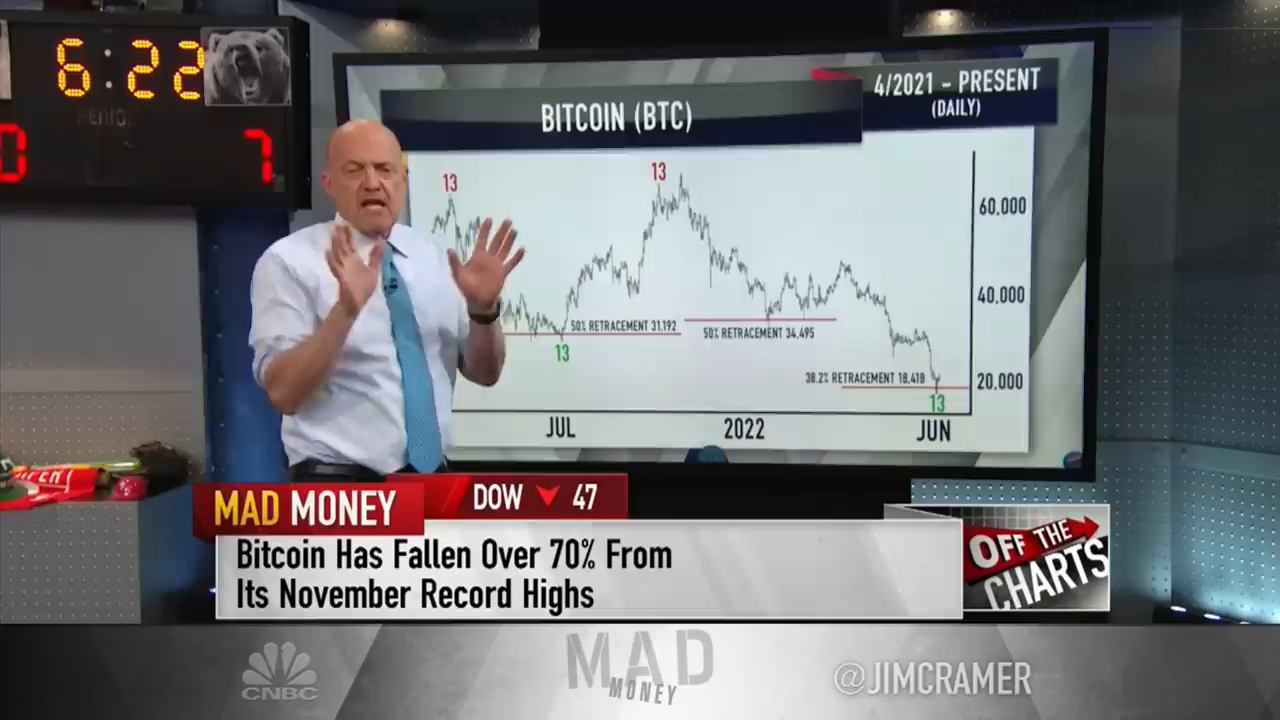 6:22
PERIOD
0
7
BITCOIN (BTC)
4/2021 - PRESENT
(DAILY)
13
13
60,000
40,000
20,000
50% RETRACEMENT 31,192
50% RETRACEMENT 34,495
13
38.2% RETRACEMENT 18,418
13
JUL
2022
JUN
MAD MONEY
DOW 47
Bitcoin Has Fallen Over 70% From
Its November Record Highs
OFF THE
CHARTS
CNBC
MAD
MONEY
@JIMCRAMER